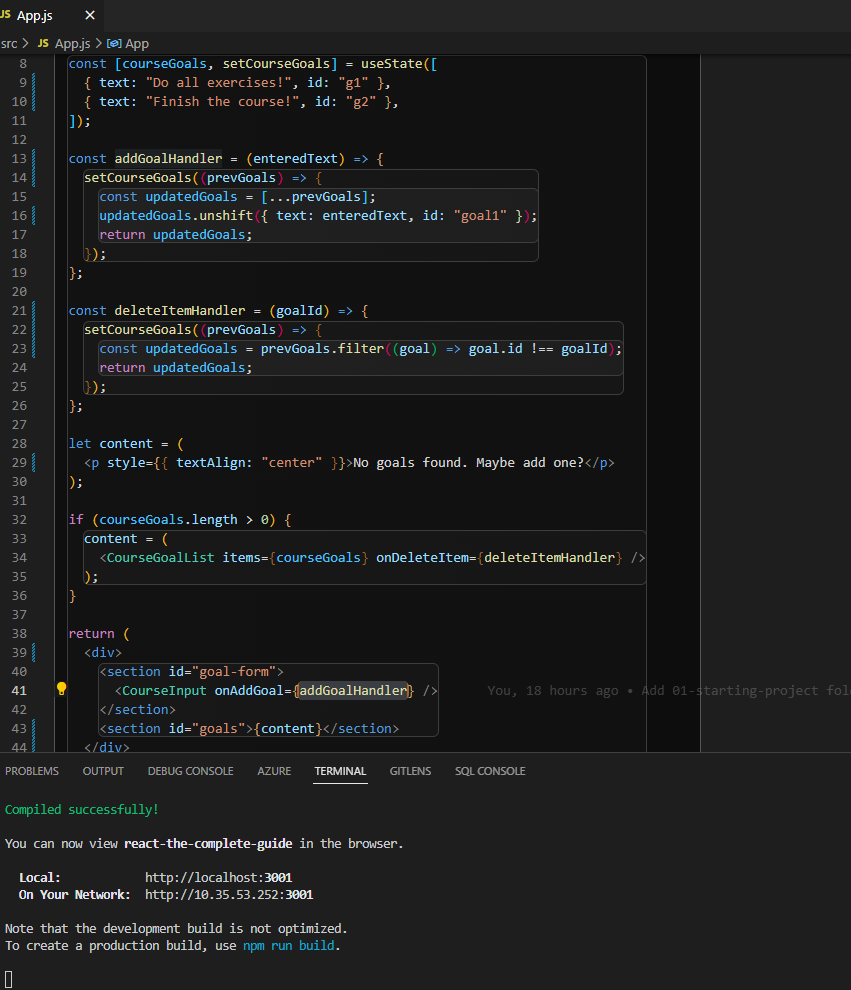 JS App.js ×
src > JS App.js > App
8 const [courseGoals, setCourseGoals] = useState([
9 { text: "Do all exercises!", id: "g1" },
10 { text: "Finish the course!", id: "g2" },
11 ]);
12
13 const addGoalHandler = (enteredText) => {
14 setCourseGoals((prevGoals) => {
15 const updatedGoals = [...prevGoals];
16 updatedGoals.unshift({ text: enteredText, id: "goal1" });
17 return updatedGoals;
18 });
19 };
20
21 const deleteItemHandler = (goalId) => {
22 setCourseGoals((prevGoals) => {
23 const updatedGoals = prevGoals.filter((goal) => goal.id !== goalId);
24 return updatedGoals;
25 });
26 };
27
28 let content = (
29 <p style={{ textAlign: "center" }}>No goals found. Maybe add one?</p>
30 );
31
32 if (courseGoals.length > 0) {
33 content = (
34 <CourseGoalList items={courseGoals} onDeleteItem={deleteItemHandler} />
35 );
36 }
37
38 return (
39 <div>
40 <section id="goal-form">
41 <CourseInput onAddGoal={addGoalHandler} /> You, 18 hours ago • Add 01-starting-project fol
42 </section>
43 <section id="goals">{content}</section>
44 </div>
PROBLEMS OUTPUT DEBUG CONSOLE AZURE TERMINAL GITLENS SQL CONSOLE
Compiled successfully!
You can now view react-the-complete-guide in the browser.
Local: http://localhost:3001
On Your Network: http://10.35.53.252:3001
Note that the development build is not optimized.
To create a production build, use npm run build.